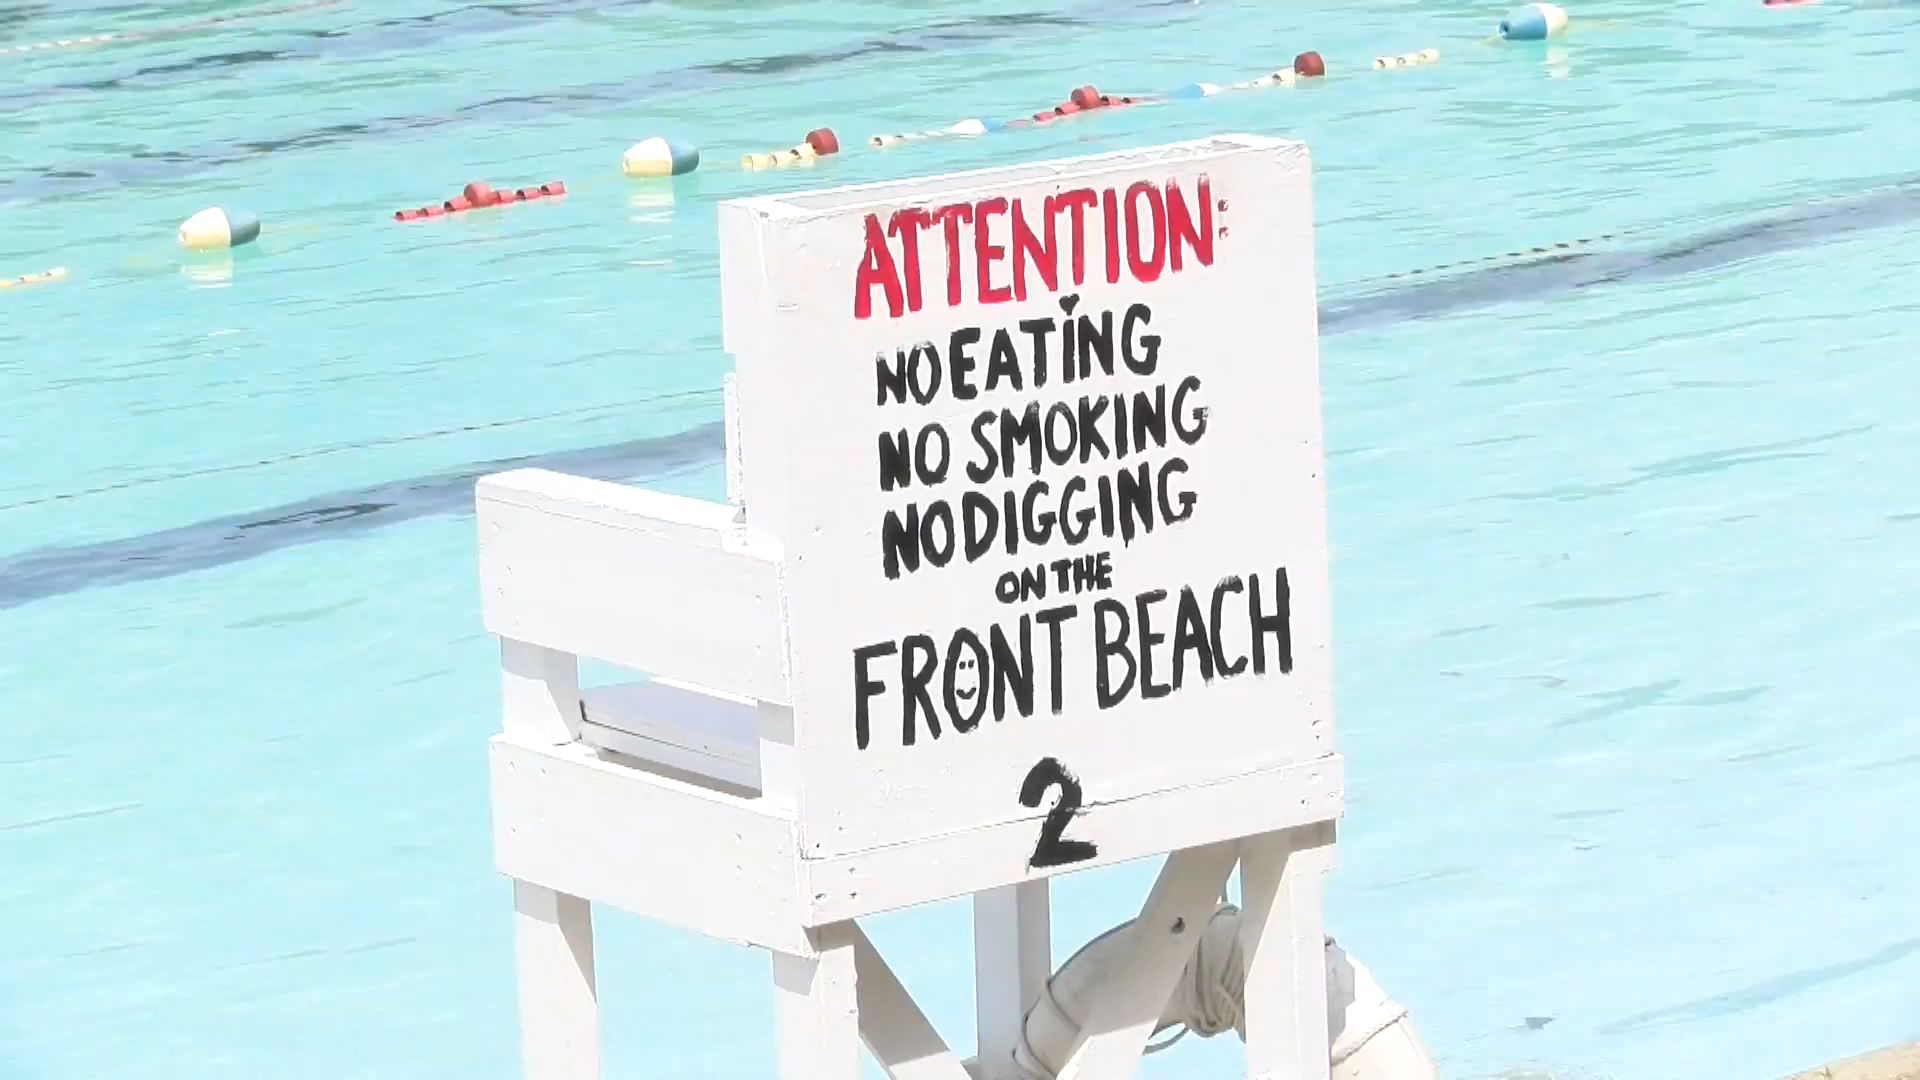 ATTENTION:
NO EATING
NO SMOKING
NO DIGGING
ON THE
FRONT BEACH
2